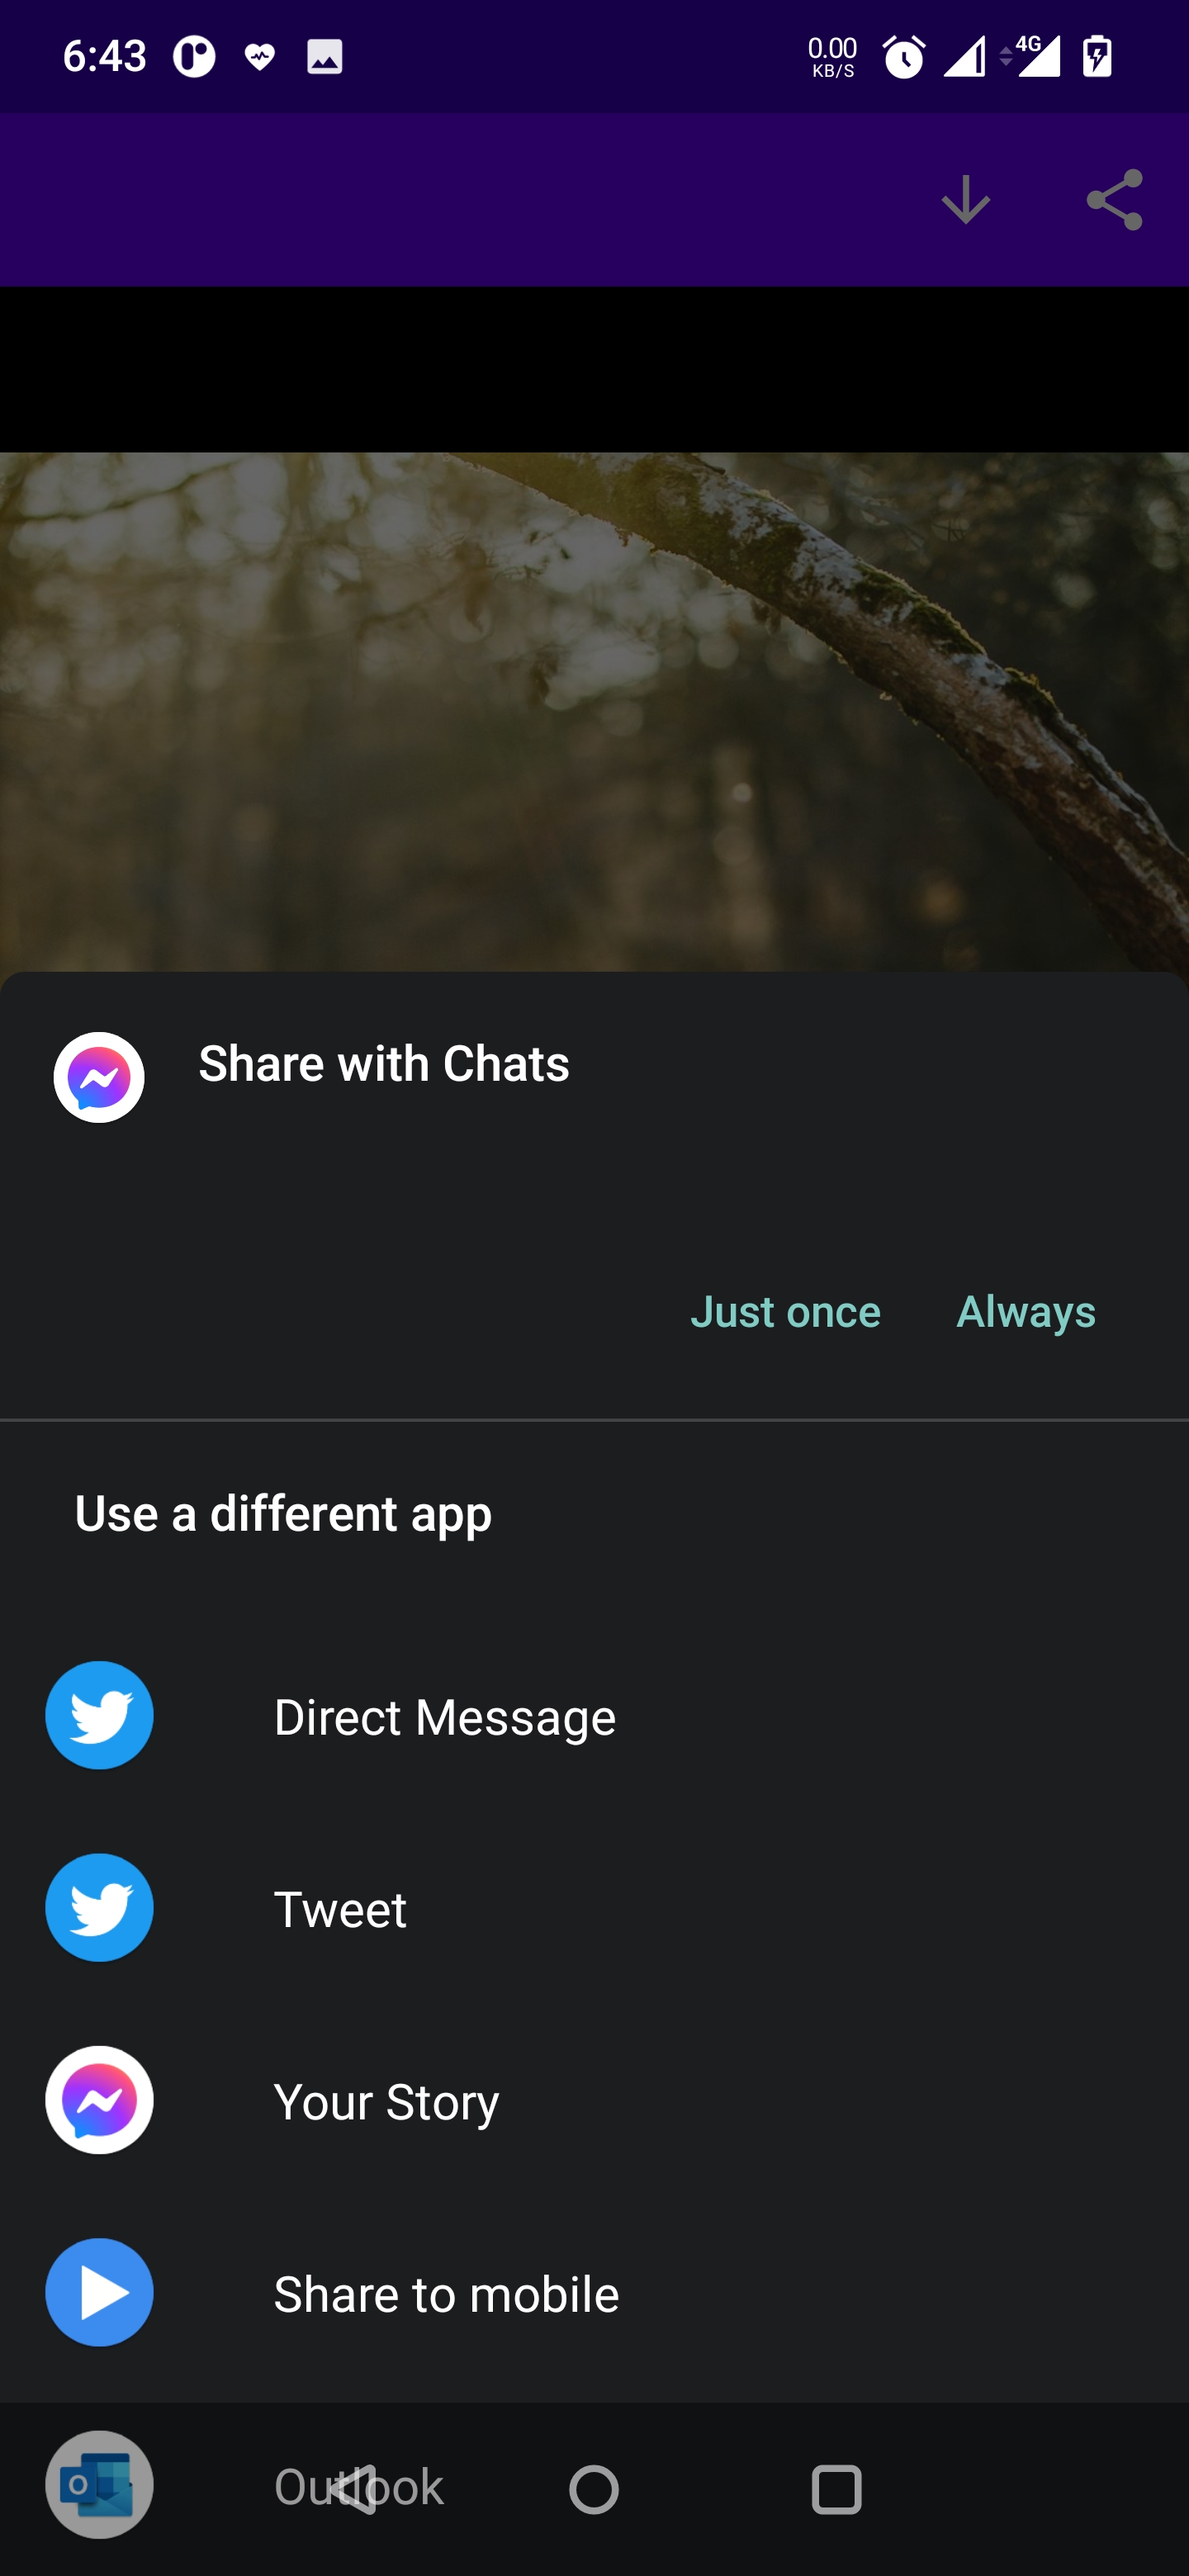 6:43
0.00
KB/S
4G
Share with Chats
Just once
Always
Use a different app
Direct Message
Tweet
Your Story
Share to mobile
Outlook